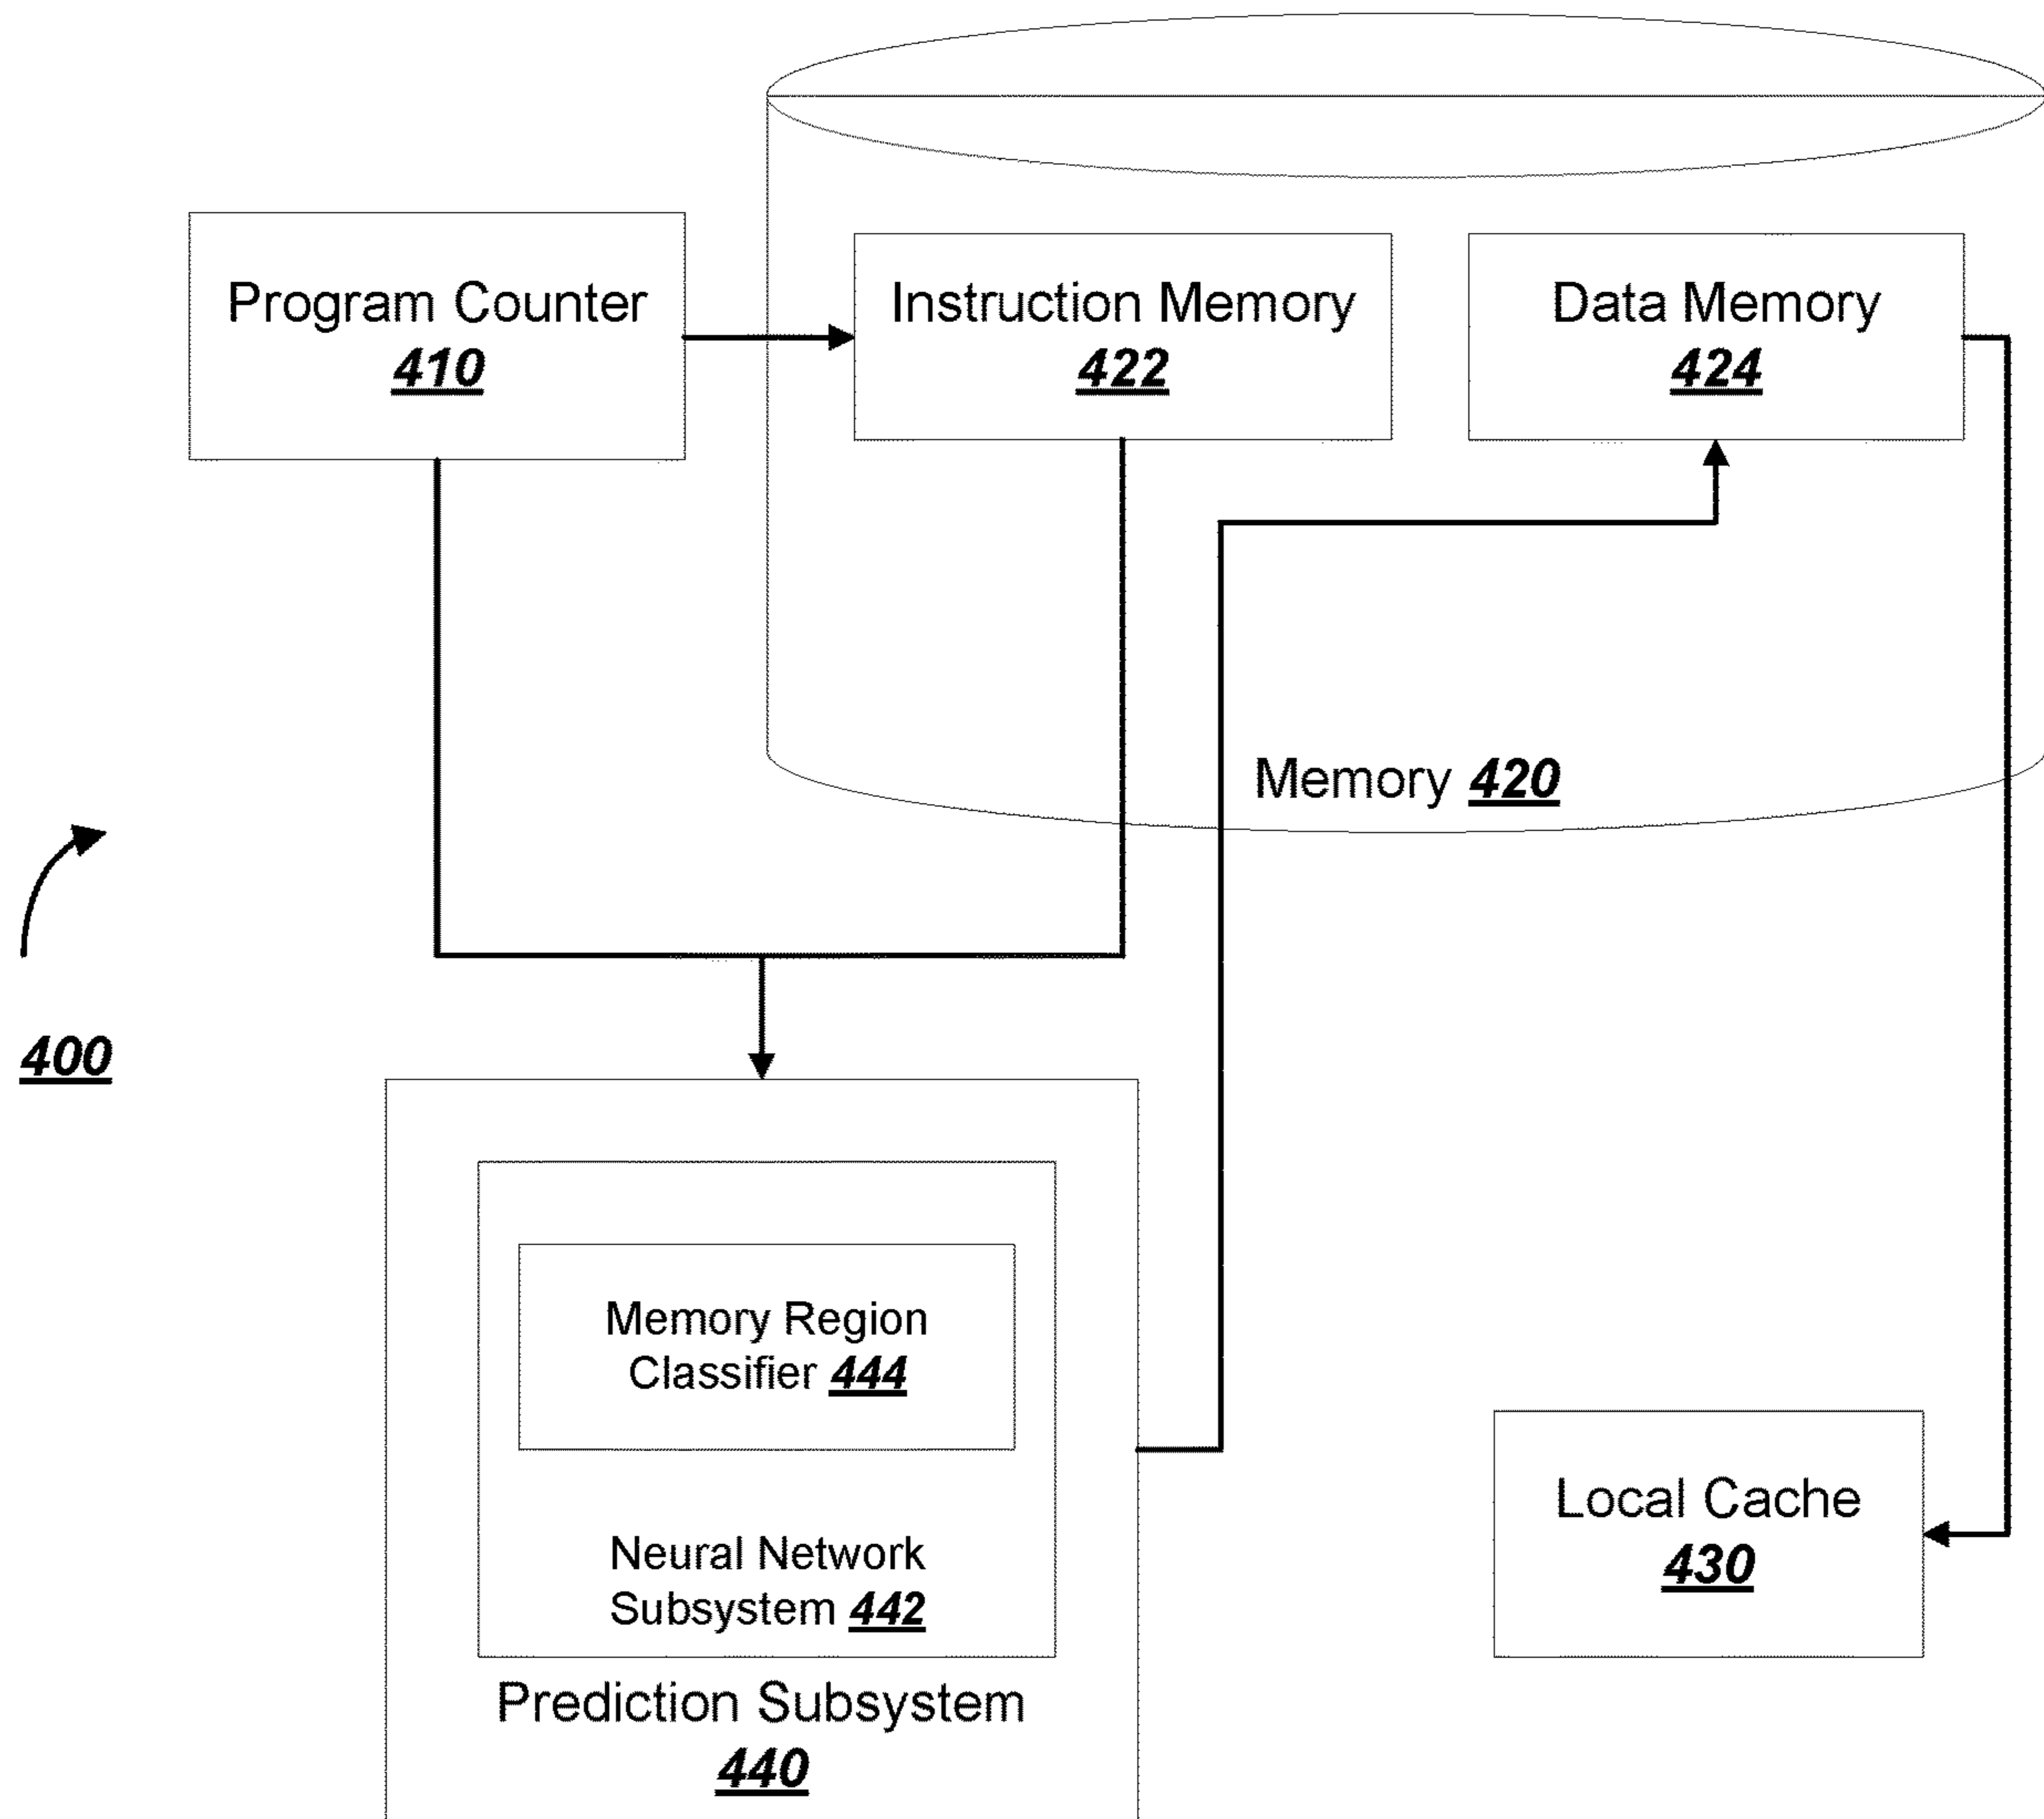 Program Counter
410
Instruction Memory
422
Data Memory
424
Memory 420
400
Memory Region
Classifier 444
Neural Network
Subsystem 442
Prediction Subsystem
440
Local Cache
430